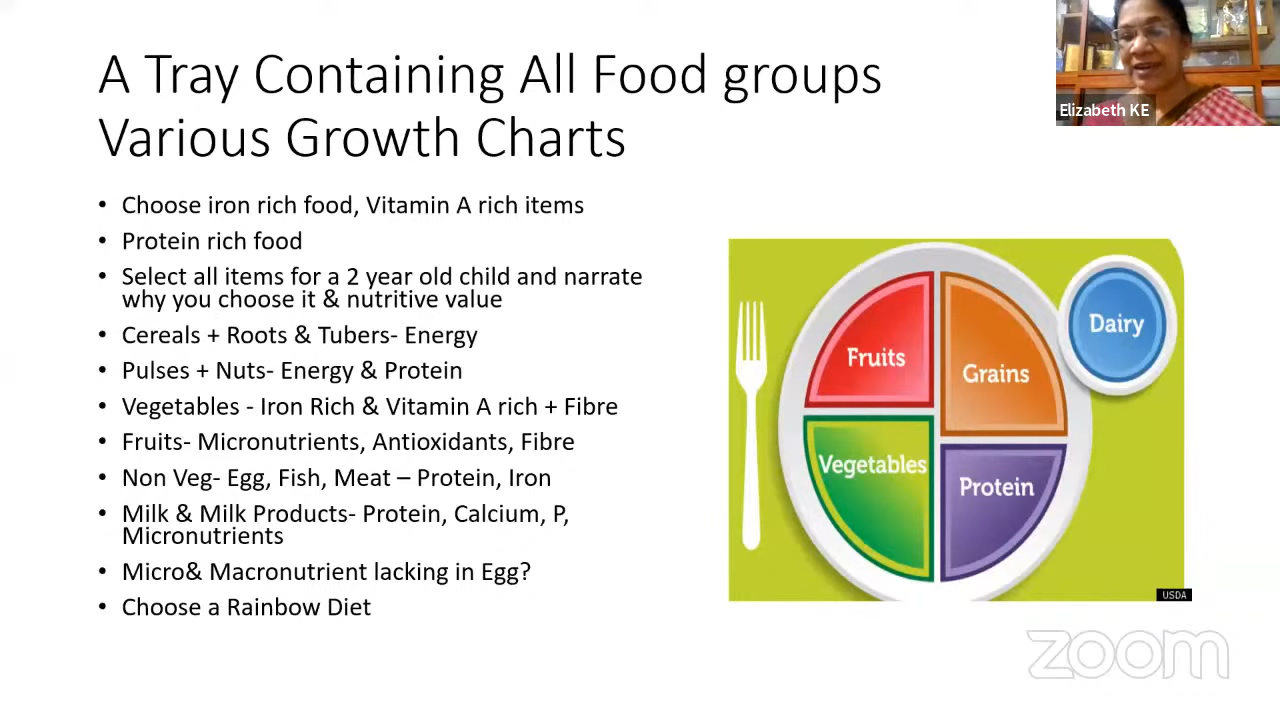 A Tray Containing All Food groups
Various Growth Charts
• Choose iron rich food, Vitamin A rich items
• Protein rich food
• Select all items for a 2 year old child and narrate
why you choose it & nutritive value
• Cereals + Roots & Tubers- Energy
• Pulses + Nuts- Energy & Protein
• Vegetables - Iron Rich & Vitamin A rich + Fibre
• Fruits- Micronutrients, Antioxidants, Fibre
• Non Veg- Egg, Fish, Meat – Protein, Iron
• Milk & Milk Products- Protein, Calcium, P,
Micronutrients
• Micro& Macronutrient lacking in Egg?
• Choose a Rainbow Diet
Elizabeth KE
Dairy
Fruits
Grains
Vegetables
Protein
USDA
zoom